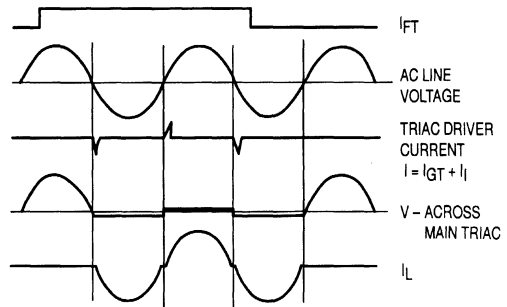 IFT
AC LINE
VOLTAGE
TRIAC DRIVER
CURRENT
I = IGT + II
V – ACROSS
MAIN TRIAC
IL